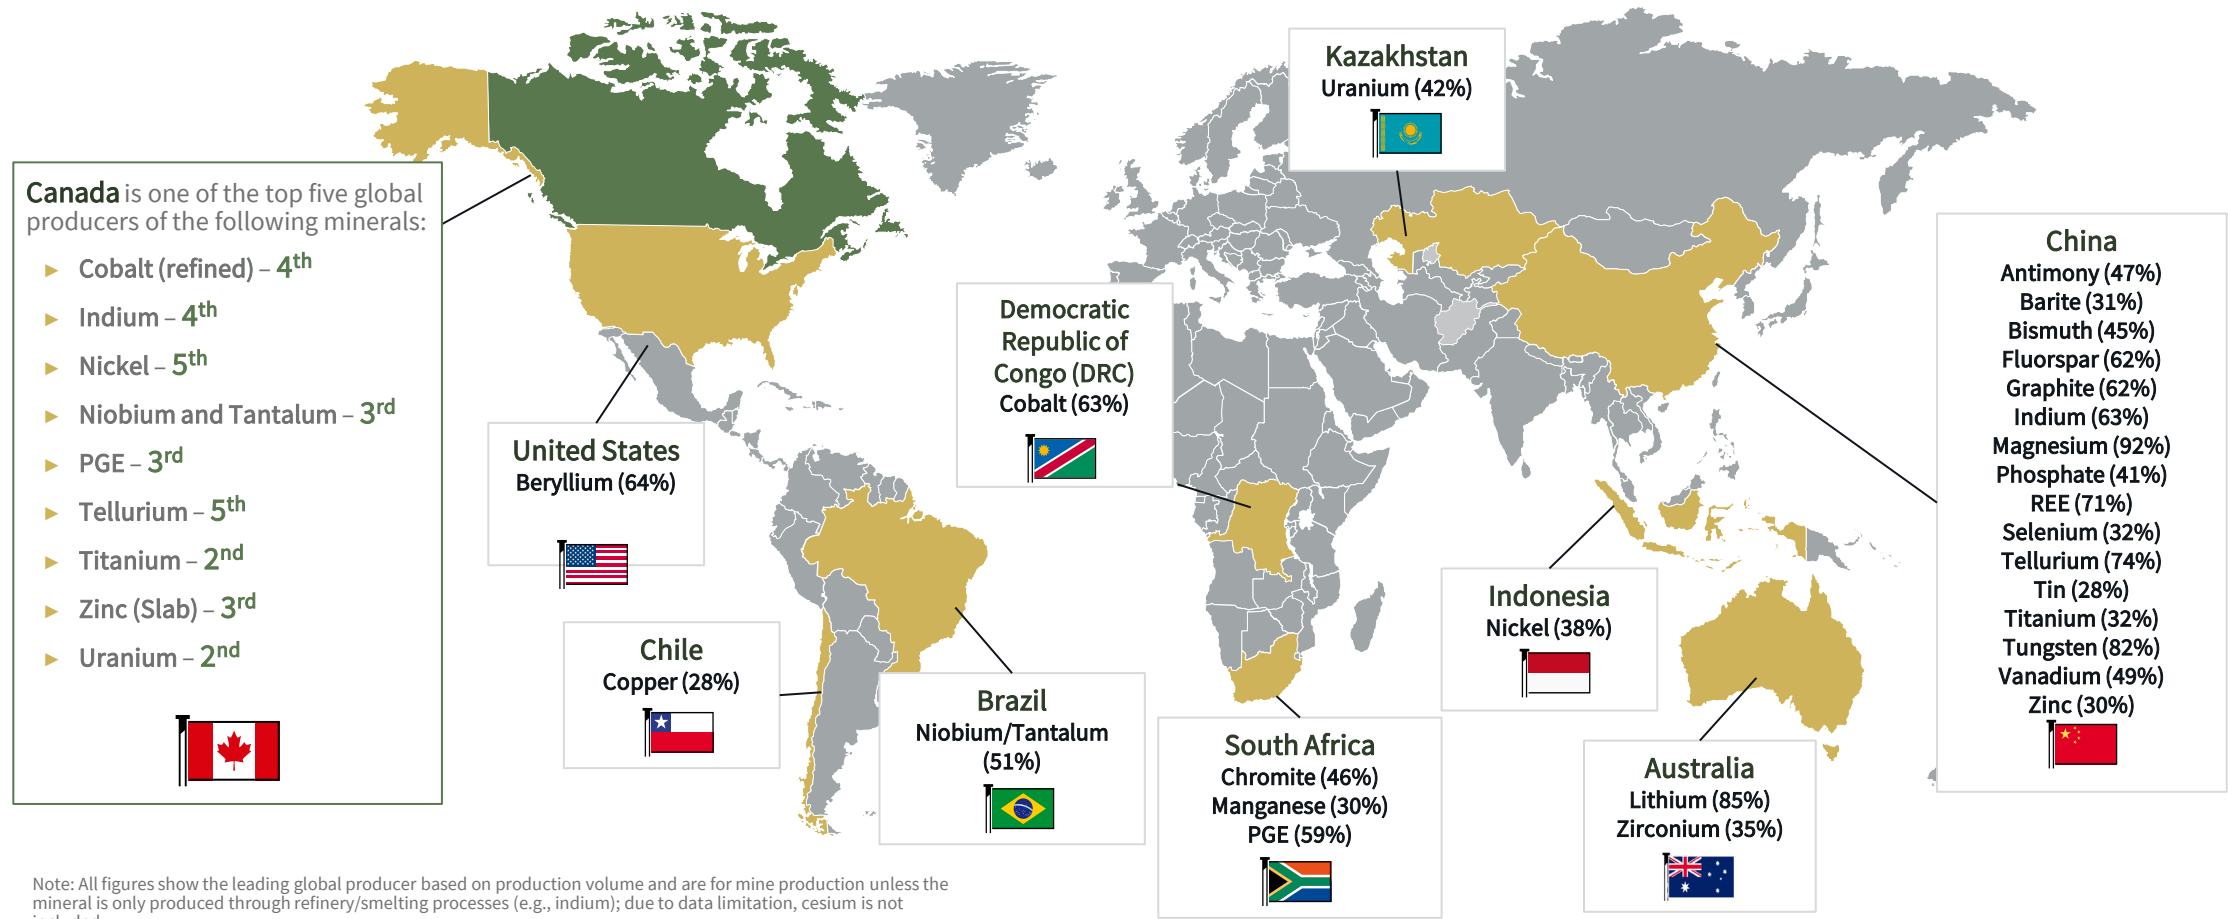 Canada is one of the top five global
producers of the following minerals:
► Cobalt (refined) – 4th
► Indium – 4th
► Nickel – 5th
► Niobium and Tantalum – 3rd
► PGE – 3rd
► Tellurium – 5th
► Titanium – 2nd
► Zinc (Slab) – 3rd
► Uranium – 2nd
United States
Beryllium (64%)
Chile
Copper (28%)
Brazil
Niobium/Tantalum
(51%)
Democratic
Republic of
Congo (DRC)
Cobalt (63%)
Kazakhstan
Uranium (42%)
South Africa
Chromite (46%)
Manganese (30%)
PGE (59%)
Indonesia
Nickel (38%)
Australia
Lithium (85%)
Zirconium (35%)
China
Antimony (47%)
Barite (31%)
Bismuth (45%)
Fluorspar (62%)
Graphite (62%)
Indium (63%)
Magnesium (92%)
Phosphate (41%)
REE (71%)
Selenium (32%)
Tellurium (74%)
Tin (28%)
Titanium (32%)
Tungsten (82%)
Vanadium (49%)
Zinc (30%)
Note: All figures show the leading global producer based on production volume and are for mine production unless the
mineral is only produced through refinery/smelting processes (e.g., indium); due to data limitation, cesium is not